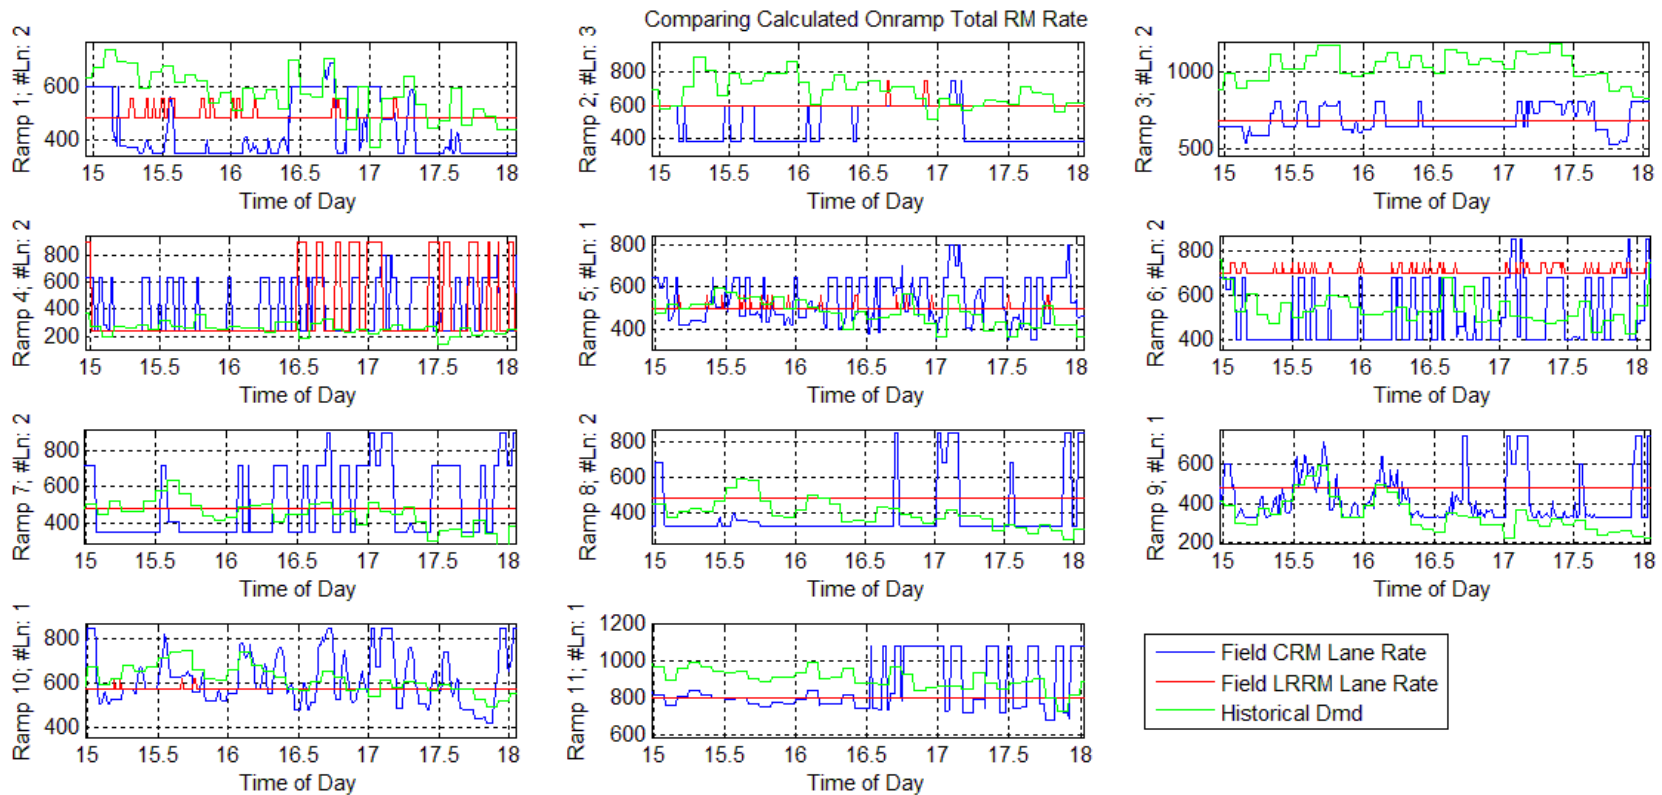 Comparing Calculated Onramp Total RM Rate
Ramp 1; #Ln: 2
600
400
15 15.5 16 16.5 17 17.5 18
Time of Day
Ramp 2; #Ln: 3
800
600
400
15 15.5 16 16.5 17 17.5 18
Time of Day
Ramp 3; #Ln: 2
1000
500
15 15.5 16 16.5 17 17.5 18
Time of Day
Ramp 4; #Ln: 2
800
600
400
200
15 15.5 16 16.5 17 17.5 18
Time of Day
Ramp 5; #Ln: 1
800
600
400
15 15.5 16 16.5 17 17.5 18
Time of Day
Ramp 6; #Ln: 2
800
600
400
15 15.5 16 16.5 17 17.5 18
Time of Day
Ramp 7; #Ln: 2
800
600
400
15 15.5 16 16.5 17 17.5 18
Time of Day
Ramp 8; #Ln: 2
800
600
400
15 15.5 16 16.5 17 17.5 18
Time of Day
Ramp 9; #Ln: 1
600
400
200
15 15.5 16 16.5 17 17.5 18
Time of Day
Ramp 10; #Ln: 1
800
600
400
15 15.5 16 16.5 17 17.5 18
Time of Day
Ramp 11; #Ln: 1
1200
1000
800
600
15 15.5 16 16.5 17 17.5 18
Time of Day
Field CRM Lane Rate
Field LRRM Lane Rate
Historical Dmd